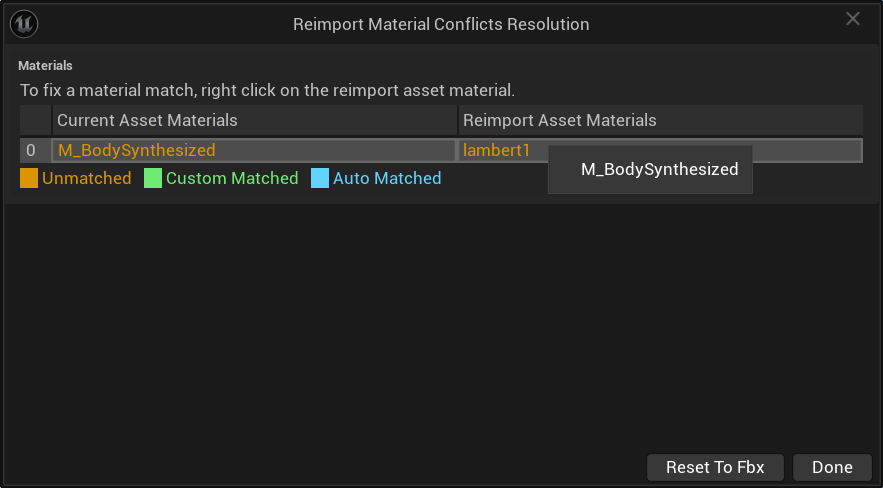 Reimport Material Conflicts Resolution
Materials
To fix a material match, right click on the reimport asset material.
Current Asset Materials Reimport Asset Materials
0 M_BodySynthesized lambert1
M_BodySynthesized
Unmatched Custom Matched Auto Matched
Reset To Fbx Done